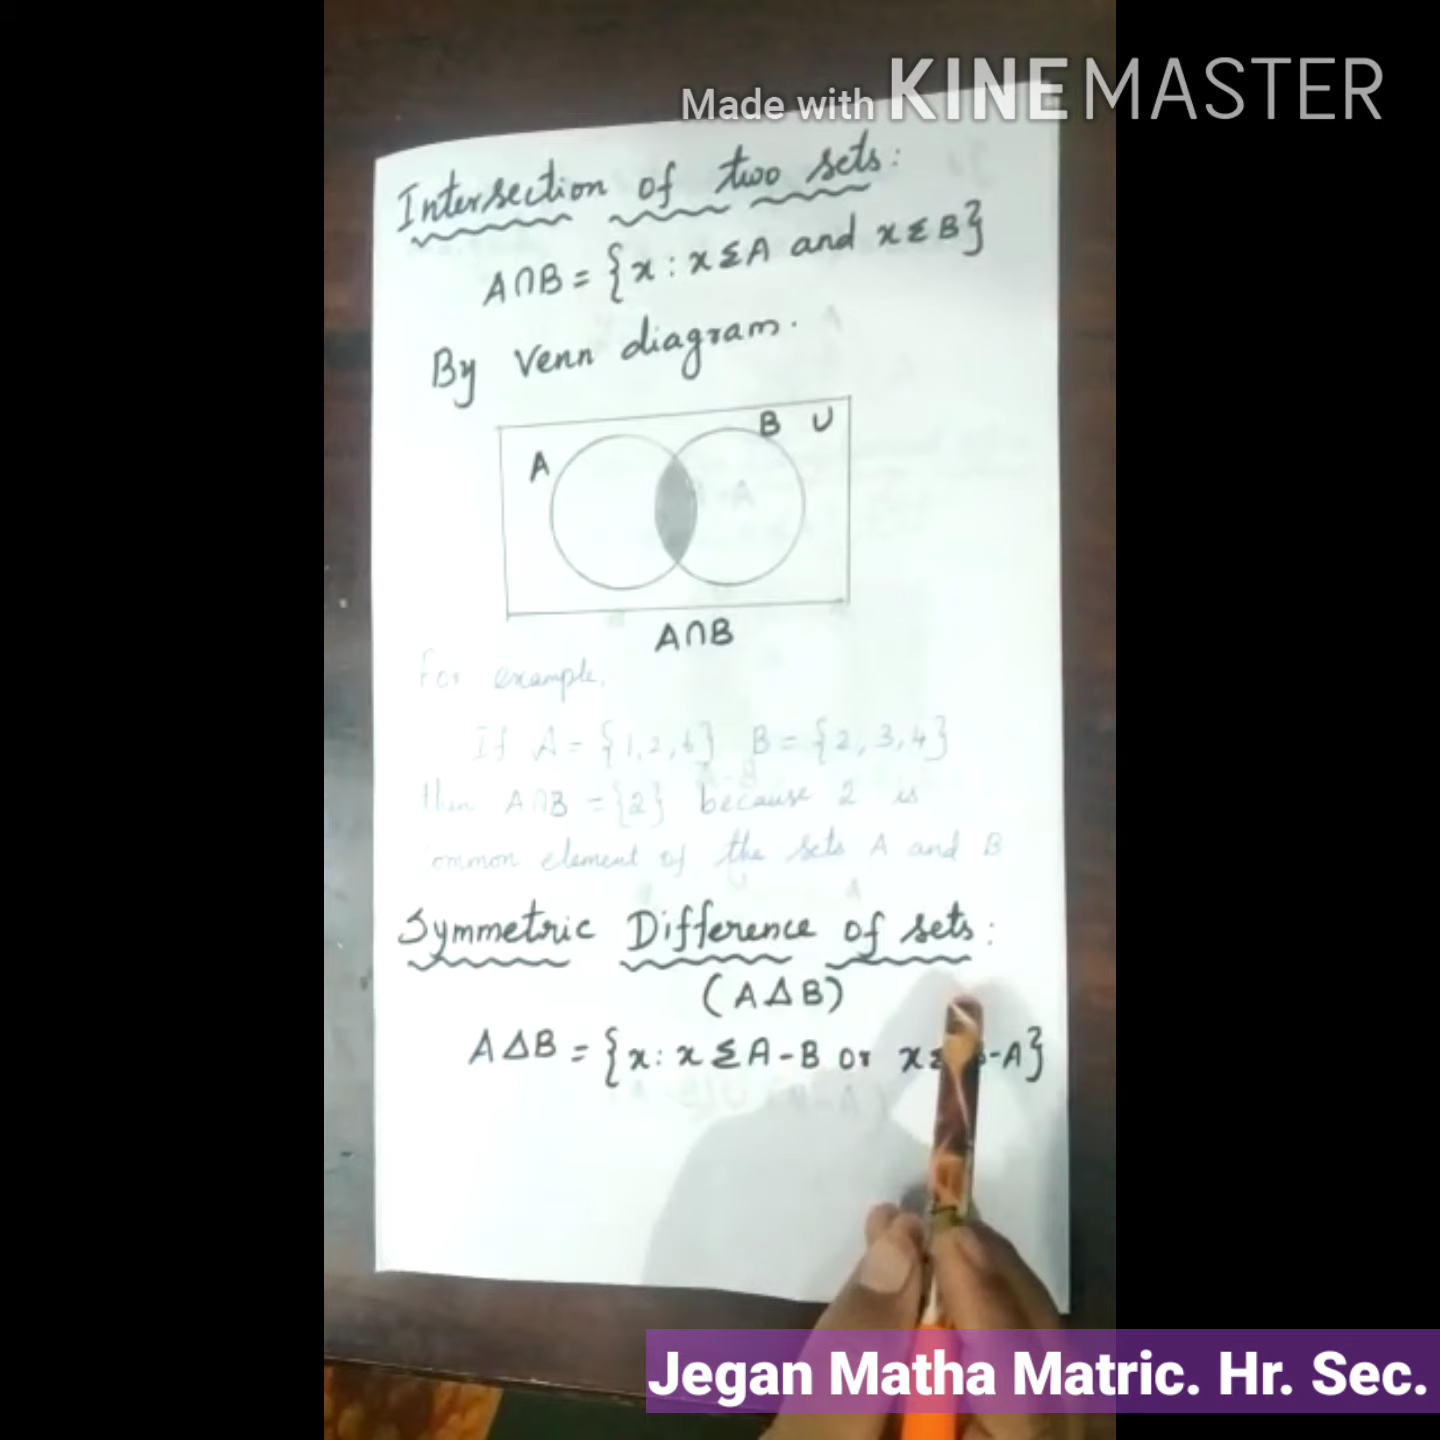 Made with KINEMASTER
Intersection of two sets:
A∩B = {x : x Σ A and x Σ B}
By Venn diagram.
A
B U
A∩B
For example,
If A = {1, 2, 6} B = {2, 3, 4}
then A∩B = {2} because 2 is
common element of the sets A and B
Symmetric Difference of sets:
(A Δ B)
A Δ B = {x : x Σ A - B or x Σ -A}
Jegan Matha Matric. Hr. Sec.